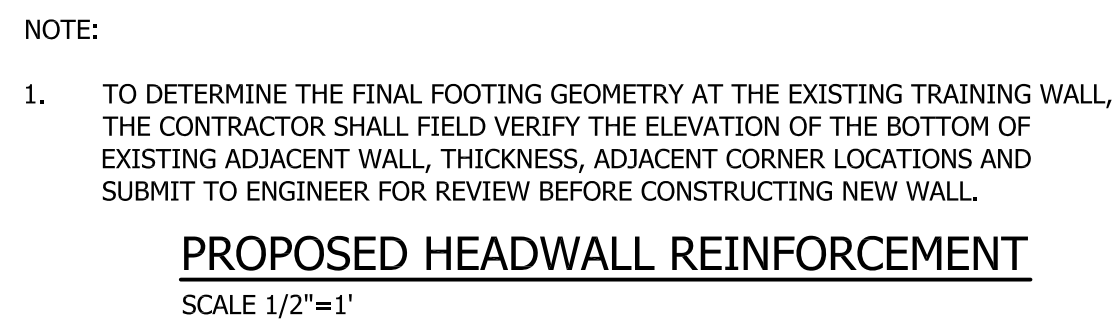 NOTE:
1. TO DETERMINE THE FINAL FOOTING GEOMETRY AT THE EXISTING TRAINING WALL,
THE CONTRACTOR SHALL FIELD VERIFY THE ELEVATION OF THE BOTTOM OF
EXISTING ADJACENT WALL, THICKNESS, ADJACENT CORNER LOCATIONS AND
SUBMIT TO ENGINEER FOR REVIEW BEFORE CONSTRUCTING NEW WALL.
PROPOSED HEADWALL REINFORCEMENT
SCALE 1/2"=1'